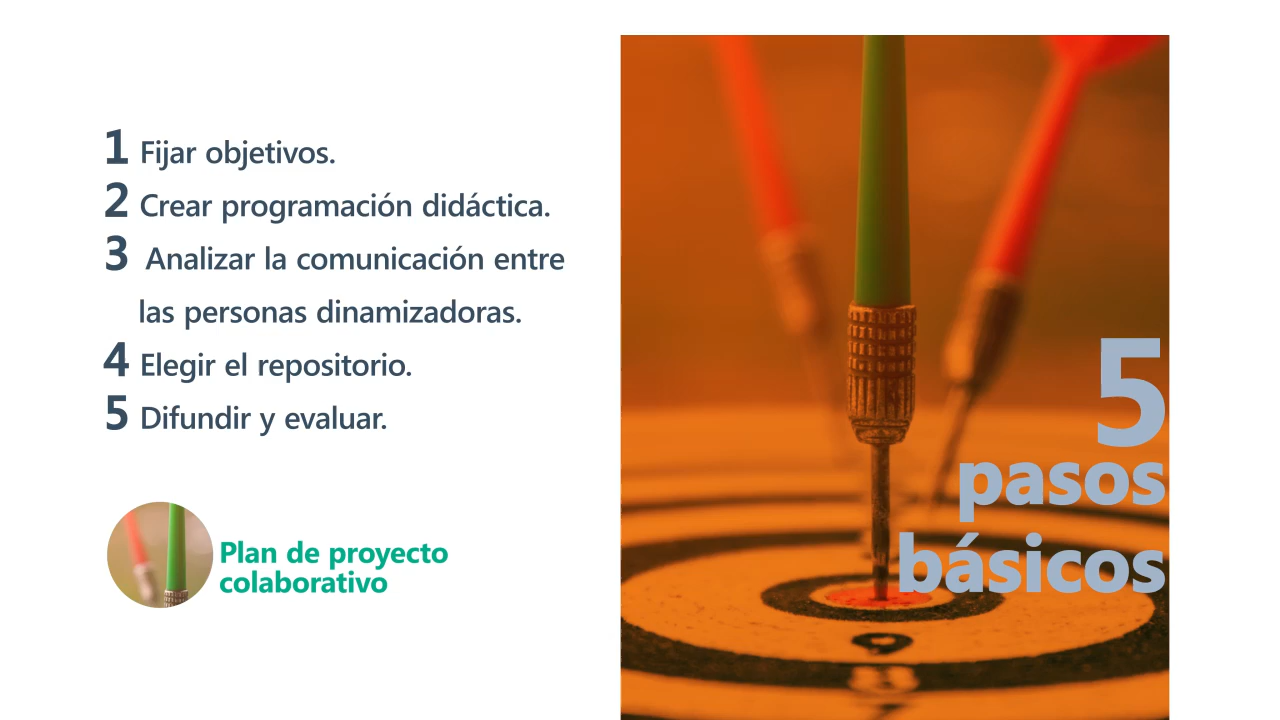 1 Fijar objetivos.
2 Crear programación didáctica.
3 Analizar la comunicación entre
las personas dinamizadoras.
4 Elegir el repositorio.
5 Difundir y evaluar.
Plan de proyecto
colaborativo
5
pasos
básicos